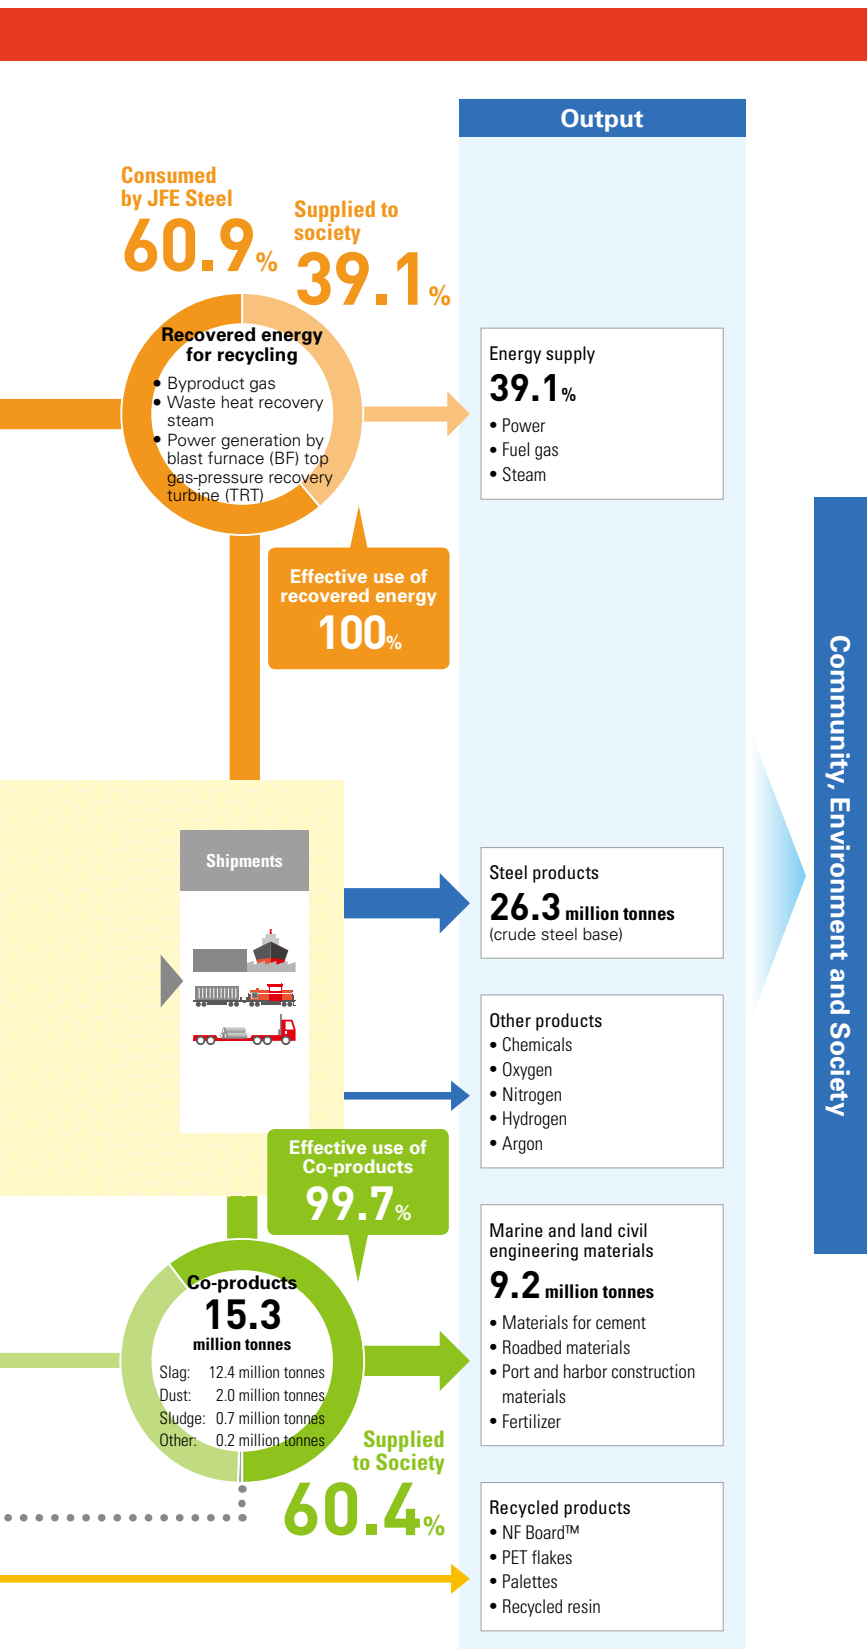 Output
Consumed
by JFE Steel
60.9%
Supplied to
society
39.1%
Recovered energy
for recycling
• Byproduct gas
• Waste heat recovery
steam
• Power generation by
blast furnace (BF) top
gas-pressure recovery
turbine (TRT)
Energy supply
39.1%
• Power
• Fuel gas
• Steam
Effective use of
recovered energy
100%
Community, Environment and Society
Shipments
Steel products
26.3 million tonnes
(crude steel base)
Other products
• Chemicals
• Oxygen
• Nitrogen
• Hydrogen
• Argon
Effective use of
Co-products
99.7%
Co-products
15.3
million tonnes
Slag: 12.4 million tonnes
Dust: 2.0 million tonnes
Sludge: 0.7 million tonnes
Other: 0.2 million tonnes
Supplied
to Society
60.4%
Marine and land civil
engineering materials
9.2 million tonnes
• Materials for cement
• Roadbed materials
• Port and harbor construction
materials
• Fertilizer
Recycled products
• NF Board™
• PET flakes
• Palettes
• Recycled resin